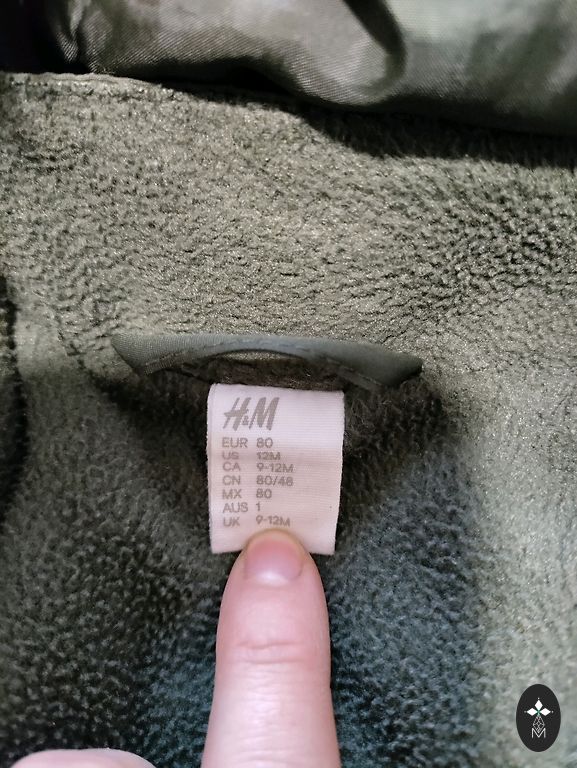 H&M
EUR 80
US 12M
CA 9-12M
CN 80/48
MX 80
AUS 1
UK 9-12M
M